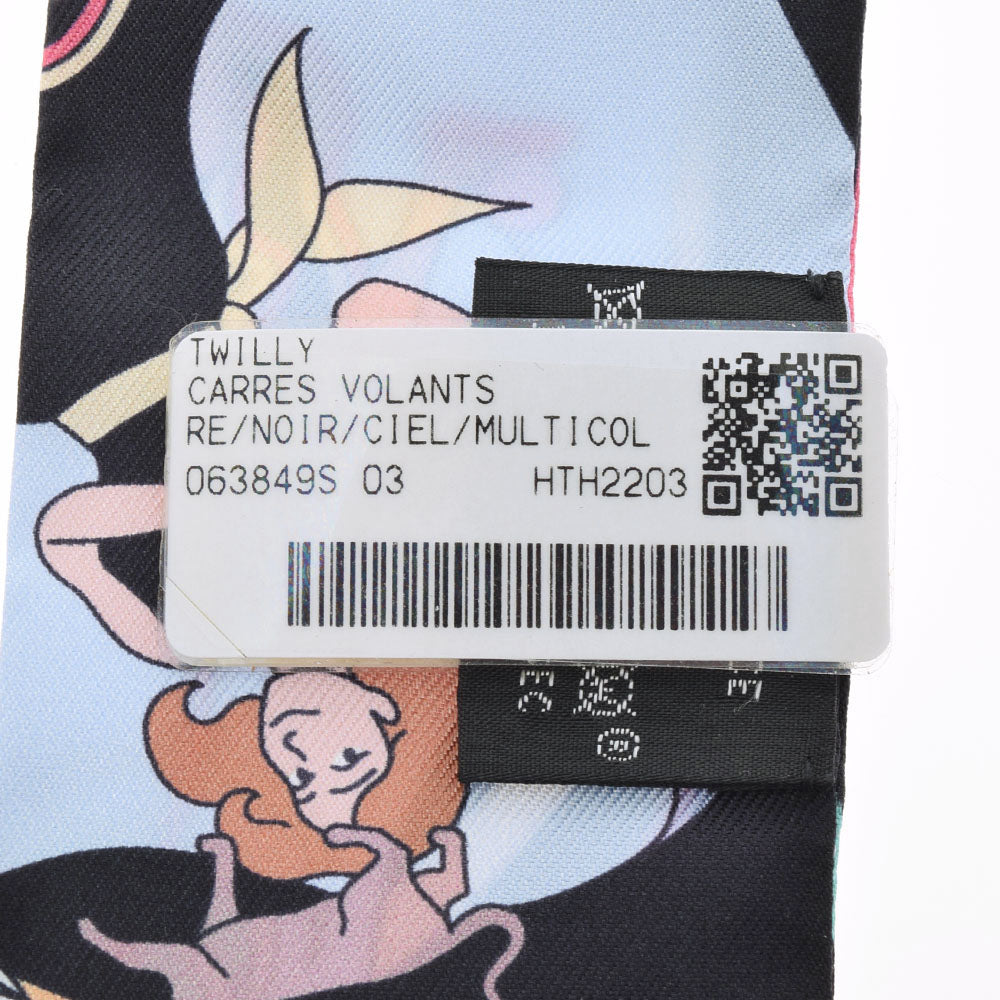 TWILLY
CARRES VOLANTS
RE/NOIR/CIEL/MULTICOL
063849S 03 HTH2203